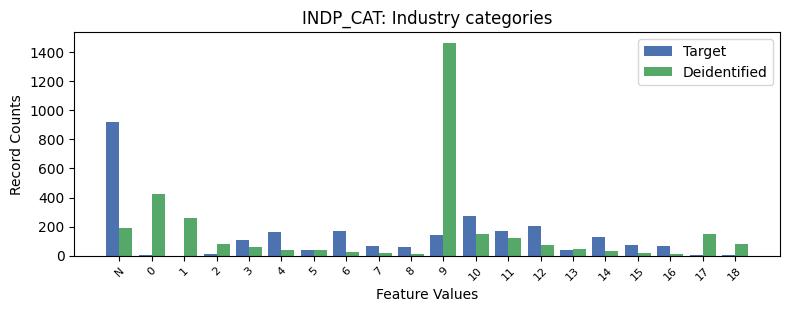 INDP_CAT: Industry categories
Target
Deidentified
Record Counts
1400
1200
1000
800
600
400
200
0
N 0 1 2 3 4 5 6 7 8 9 10 11 12 13 14 15 16 17 18
Feature Values